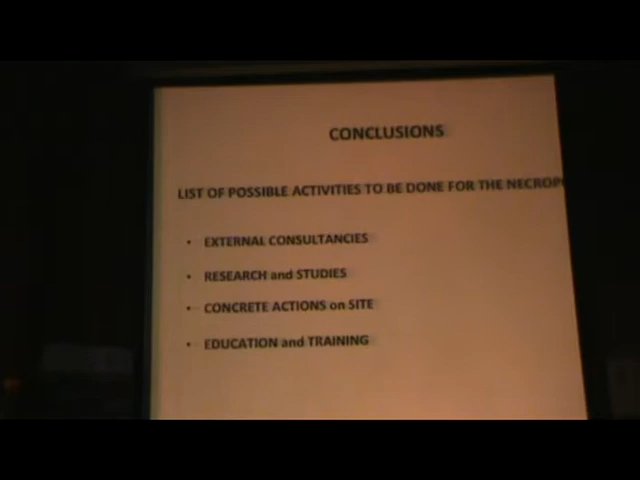 CONCLUSIONS
LIST OF POSSIBLE ACTIVITIES TO BE DONE FOR THE
• EXTERNAL CONSULTANCIES
• RESEARCH and STUDIES
• CONCRETE ACTIONS on SITE
• EDUCATION and TRAINING